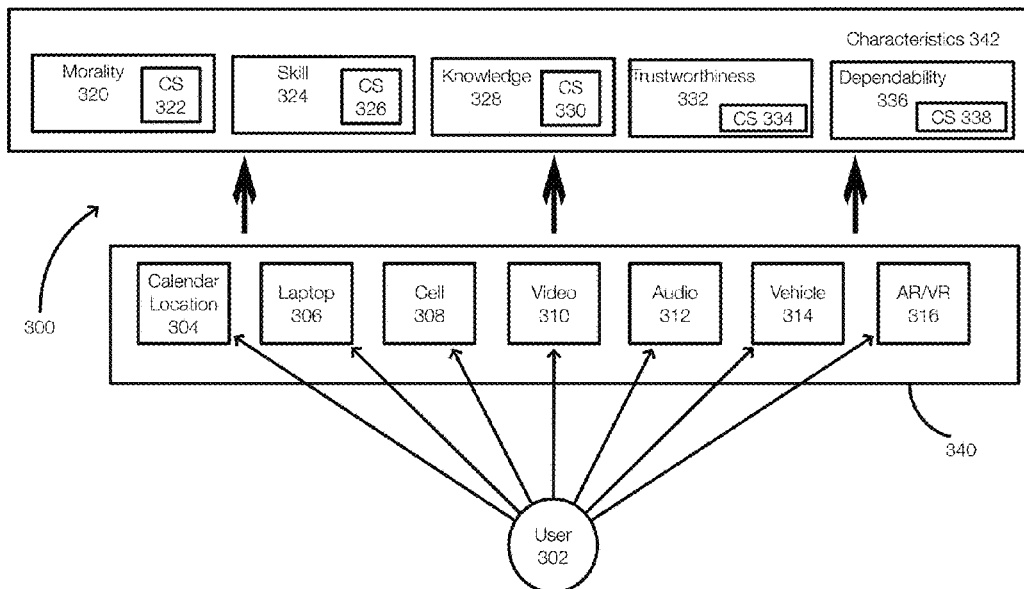 Characteristics 342
Morality
320
CS
322
Skill
324
CS
326
Knowledge
328
CS
330
Trustworthiness
332
CS 334
Dependability
336
CS 338
300
Calendar
Location
304
Laptop
306
Cell
308
Video
310
Audio
312
Vehicle
314
AR/VR
316
340
User
302